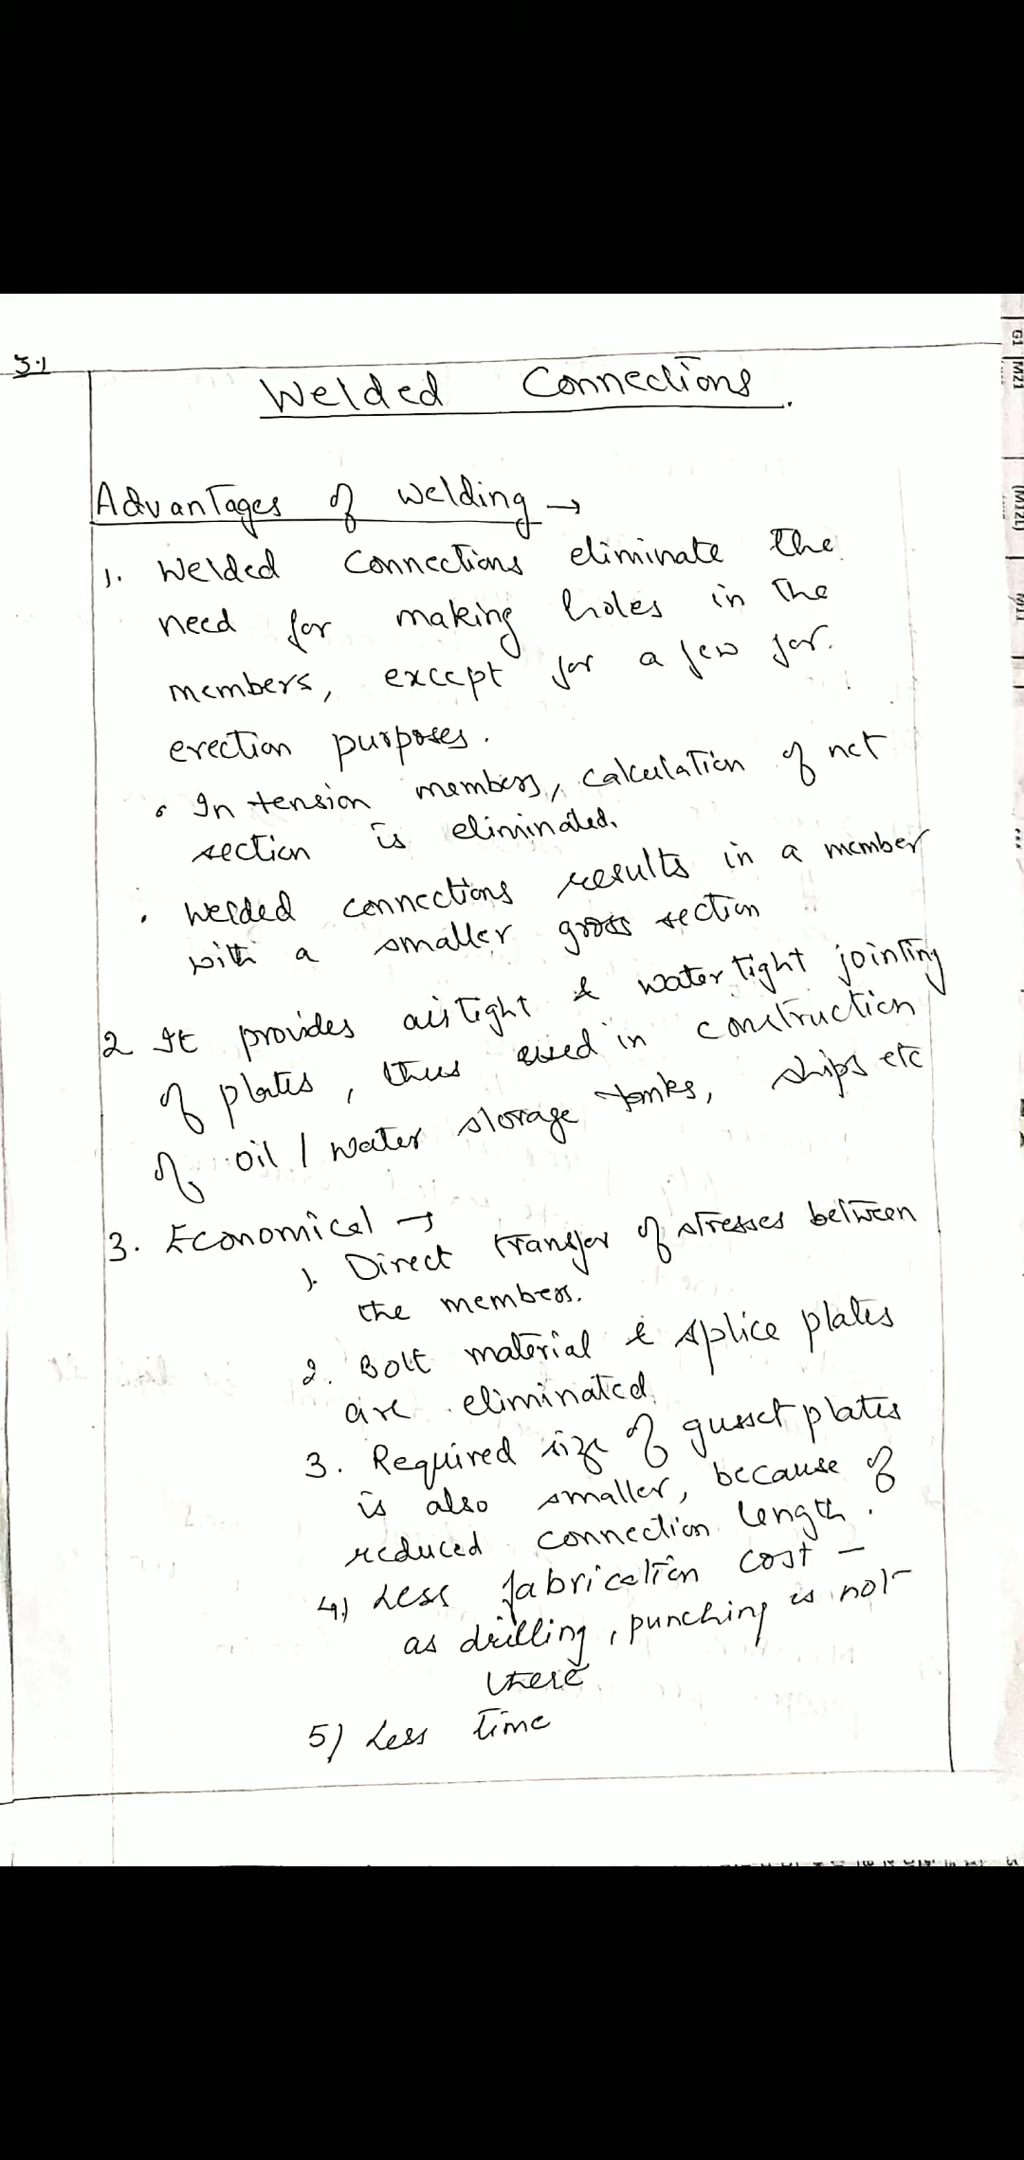 5.1
Welded Connections.
Advantages of welding →
1. Welded Connections eliminate the
need for making holes in the
members, except for a few for
erection purposes.
• In tension members, calculation of net
section is eliminated.
• Welded connections results in a member
with a smaller gross section
2 It provides airtight & water tight jointing
of plates, thus used in construction
of oil / water storage tanks, ships etc
3. Economical →
1. Direct transfer of stresses between
the members.
2. Bolt material & splice plates
are eliminated
3. Required size of gusset plates
is also smaller, because of
reduced connection length.
4) Less fabrication cost –
as drilling, punching is not
there
5) Less time
G1 M21
(M121)
M11